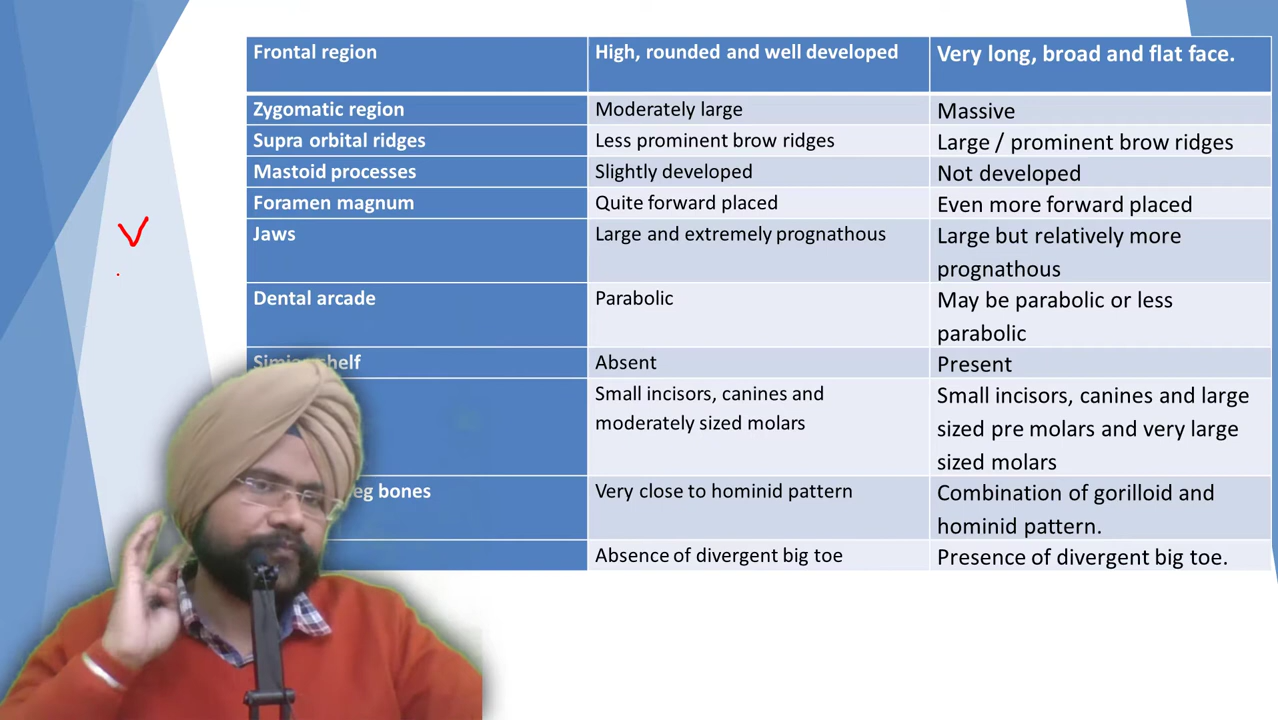 Frontal region High, rounded and well developed Very long, broad and flat face.
Zygomatic region Moderately large Massive
Supra orbital ridges Less prominent brow ridges Large / prominent brow ridges
Mastoid processes Slightly developed Not developed
Foramen magnum Quite forward placed Even more forward placed
Jaws Large and extremely prognathous Large but relatively more
prognathous
Dental arcade Parabolic May be parabolic or less
parabolic
Absent Present
Small incisors, canines and Small incisors, canines and large
moderately sized molars sized pre molars and very large
sized molars
bones Very close to hominid pattern Combination of gorilloid and
hominid pattern.
Absence of divergent big toe Presence of divergent big toe.